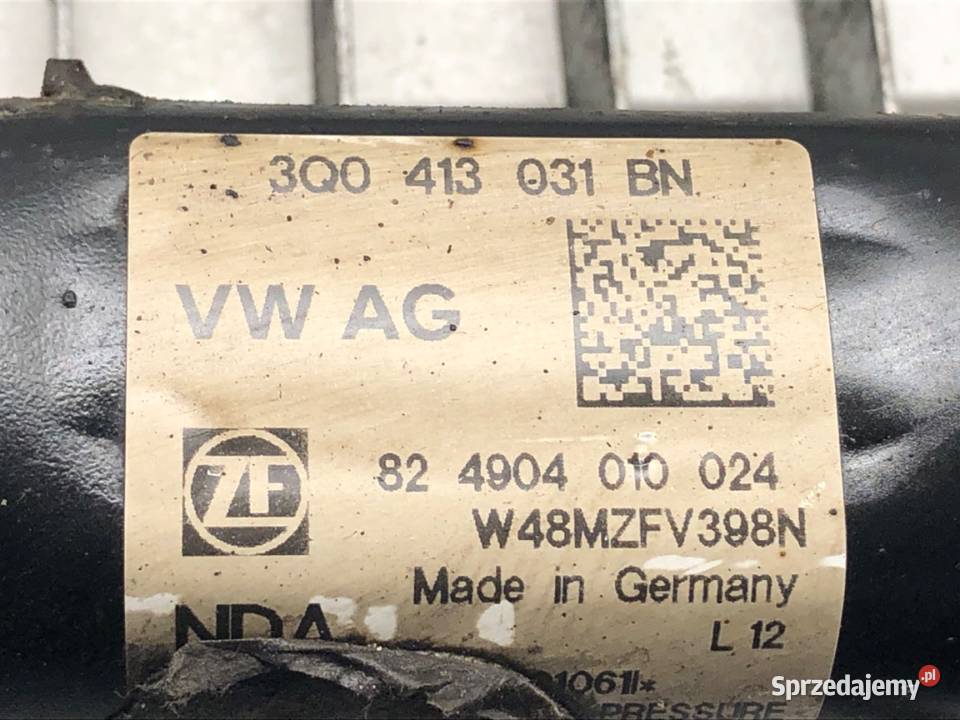 3Q0 413 031 BN
VW AG
ZF
82 4904 010 024
W48MZFV398N
Made in Germany
NDA
L 12
1061I*
PRESSURE
Sprzedajemy.pl